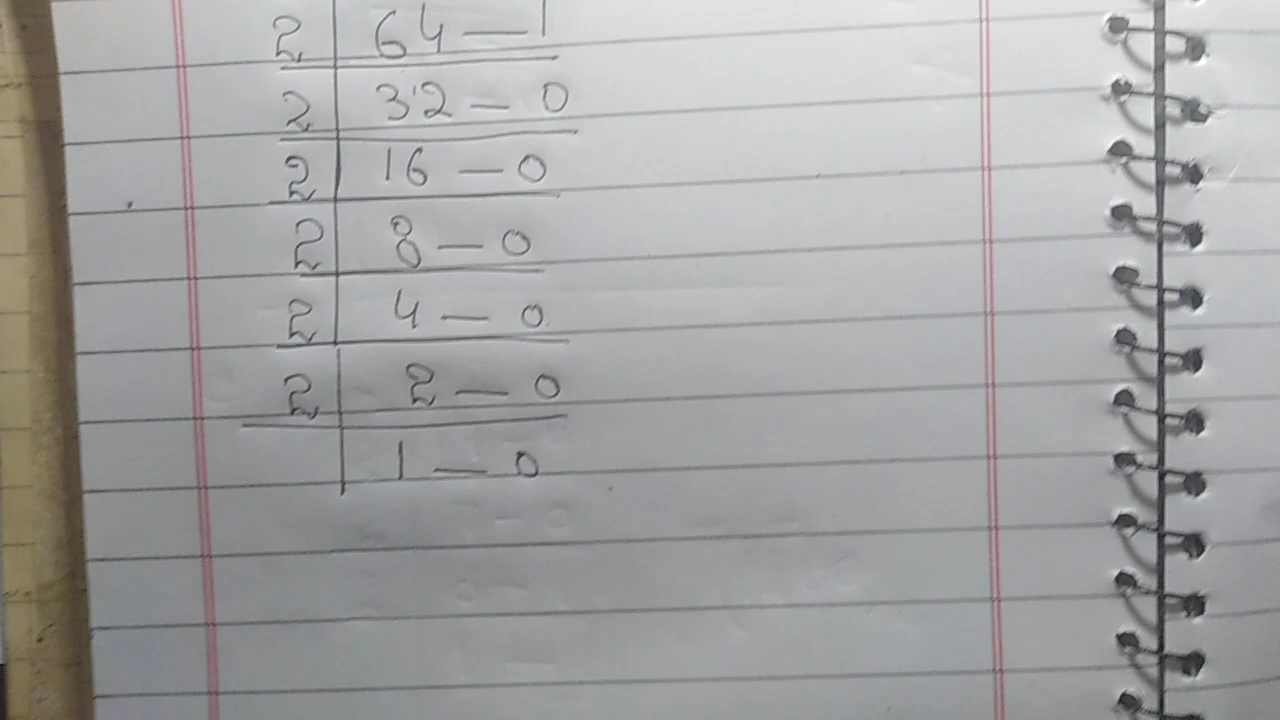 2 | 64 — 1
2 | 32 — 0
2 | 16 — 0
2 | 8 — 0
2 | 4 — 0
2 | 2 — 0
| 1 — 0